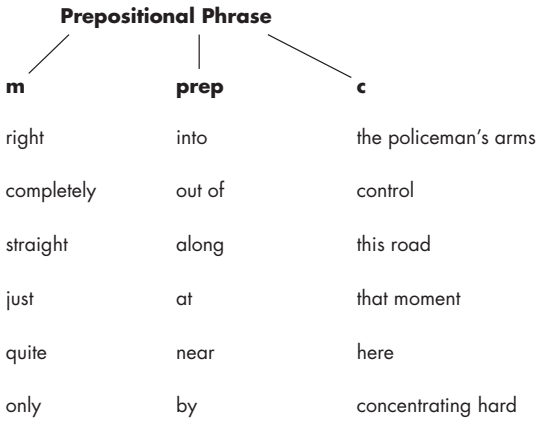 Prepositional Phrase
m prep c
right into the policeman's arms
completely out of control
straight along this road
just at that moment
quite near here
only by concentrating hard